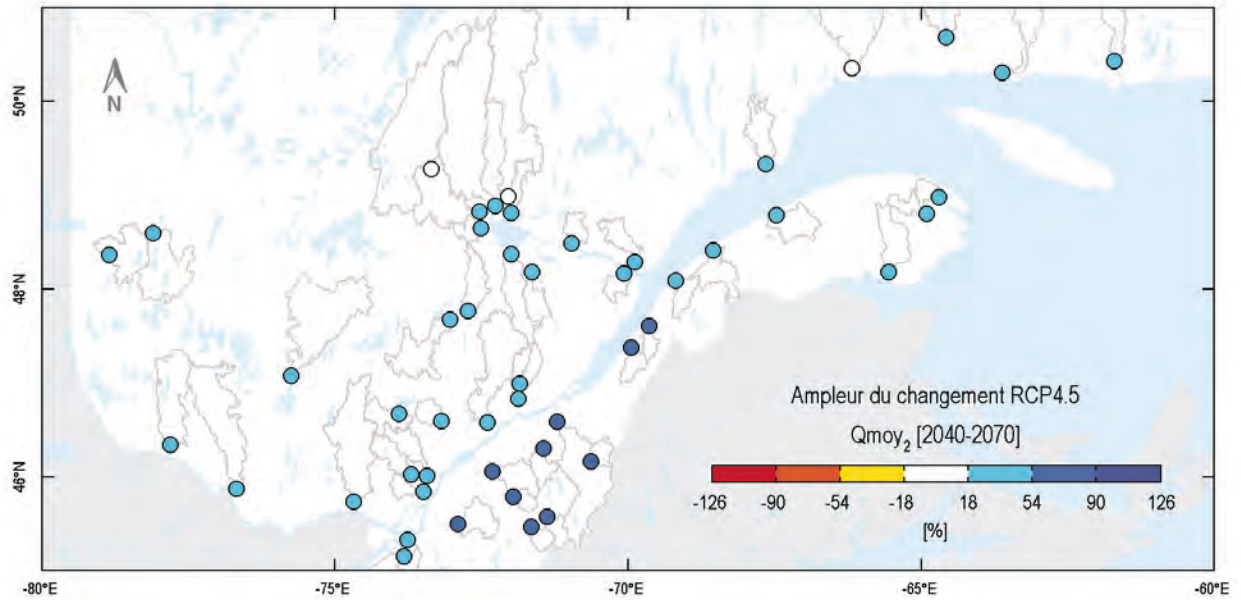 N
50°N
48°N
46°N
Ampleur du changement RCP4.5
Qmoy₂ [2040-2070]
-126 -90 -54 -18 18 54 90 126
[%]
-80°E -75°E -70°E -65°E -60°E